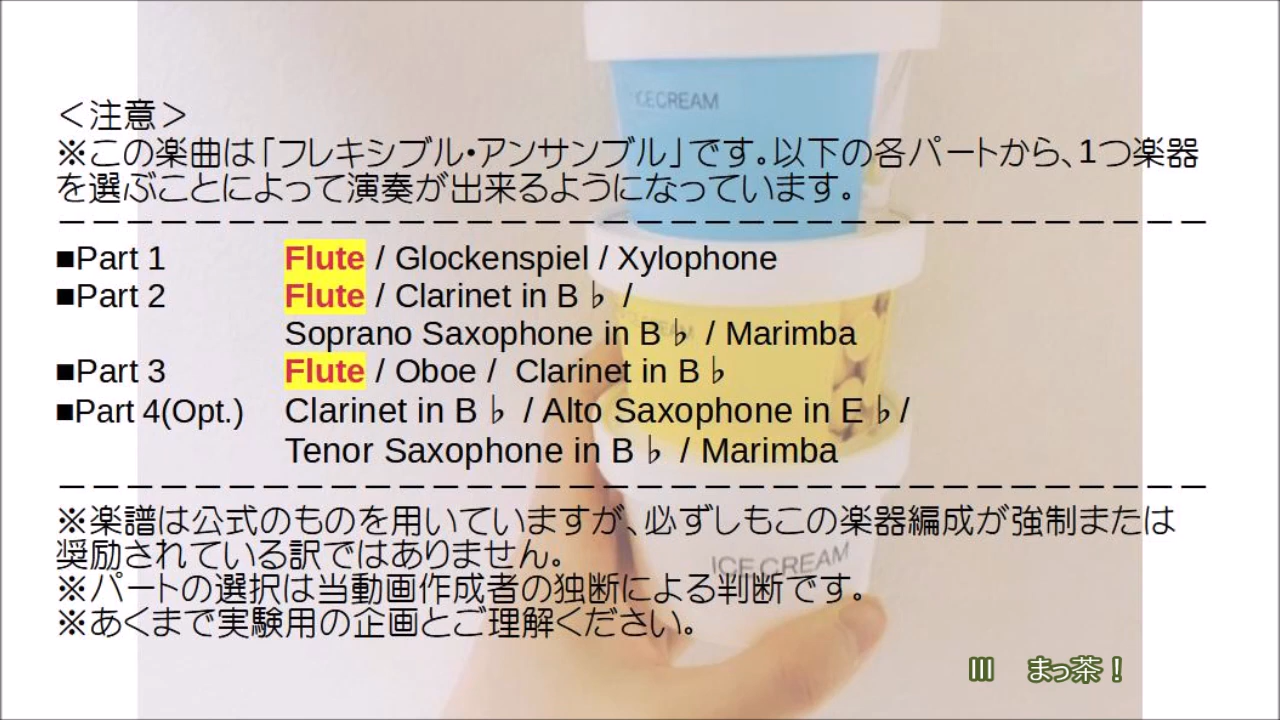 ＜注意＞
※この楽曲は「フレキシブル・アンサンブル」です。以下の各パートから、1つ楽器
を選ぶことによって演奏が出来るようになっています。
－－－－－－－－－－－－－－－－－－－－－－－－－－－－－－－－－－
■Part 1 Flute / Glockenspiel / Xylophone
■Part 2 Flute / Clarinet in B♭ /
Soprano Saxophone in B♭ / Marimba
■Part 3 Flute / Oboe / Clarinet in B♭
■Part 4(Opt.) Clarinet in B♭ / Alto Saxophone in E♭/
Tenor Saxophone in B♭ / Marimba
－－－－－－－－－－－－－－－－－－－－－－－－－－－－－－－－－－
※楽譜は公式のものを用いていますが、必ずしもこの楽器編成が強制または
奨励されている訳ではありません。
※パートの選択は当動画作成者の独断による判断です。
※あくまで実験用の企画とご理解ください。
III まっ茶！
ICECREAM
ICE CREAM